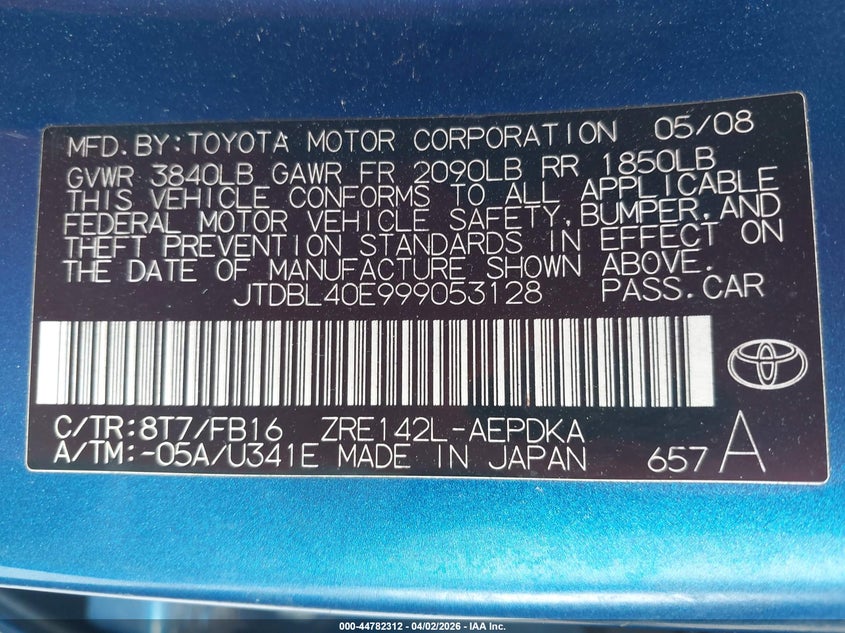 MFD.BY:TOYOTA MOTOR CORPORATION 05/08
GVWR 3840LB GAWR FR 2090LB RR 1850LB
THIS VEHICLE CONFORMS TO ALL APPLICABLE
FEDERAL MOTOR VEHICLE SAFETY,BUMPER,AND
THEFT PREVENTION STANDARDS IN EFFECT ON
THE DATE OF MANUFACTURE SHOWN ABOVE.
JTDBL40E999053128 PASS.CAR
C/TR:8T7/FB16 ZRE142L-AEPDKA
A/TM:-05A/U341E MADE IN JAPAN 657 A
000-44782312 - 04/02/2026 - IAA Inc.